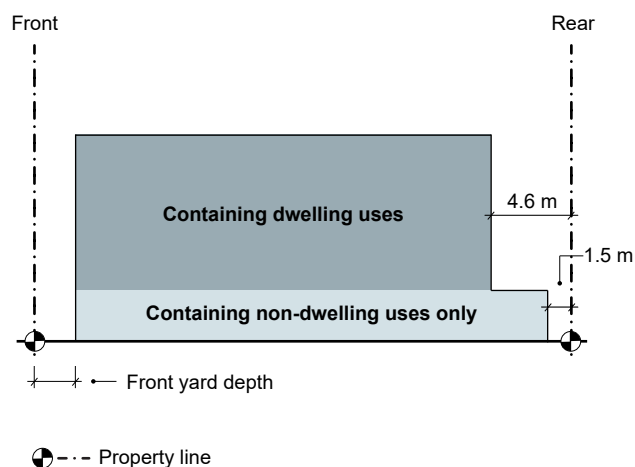 Front
Rear
Containing dwelling uses
4.6 m
1.5 m
Containing non-dwelling uses only
Front yard depth
Property line